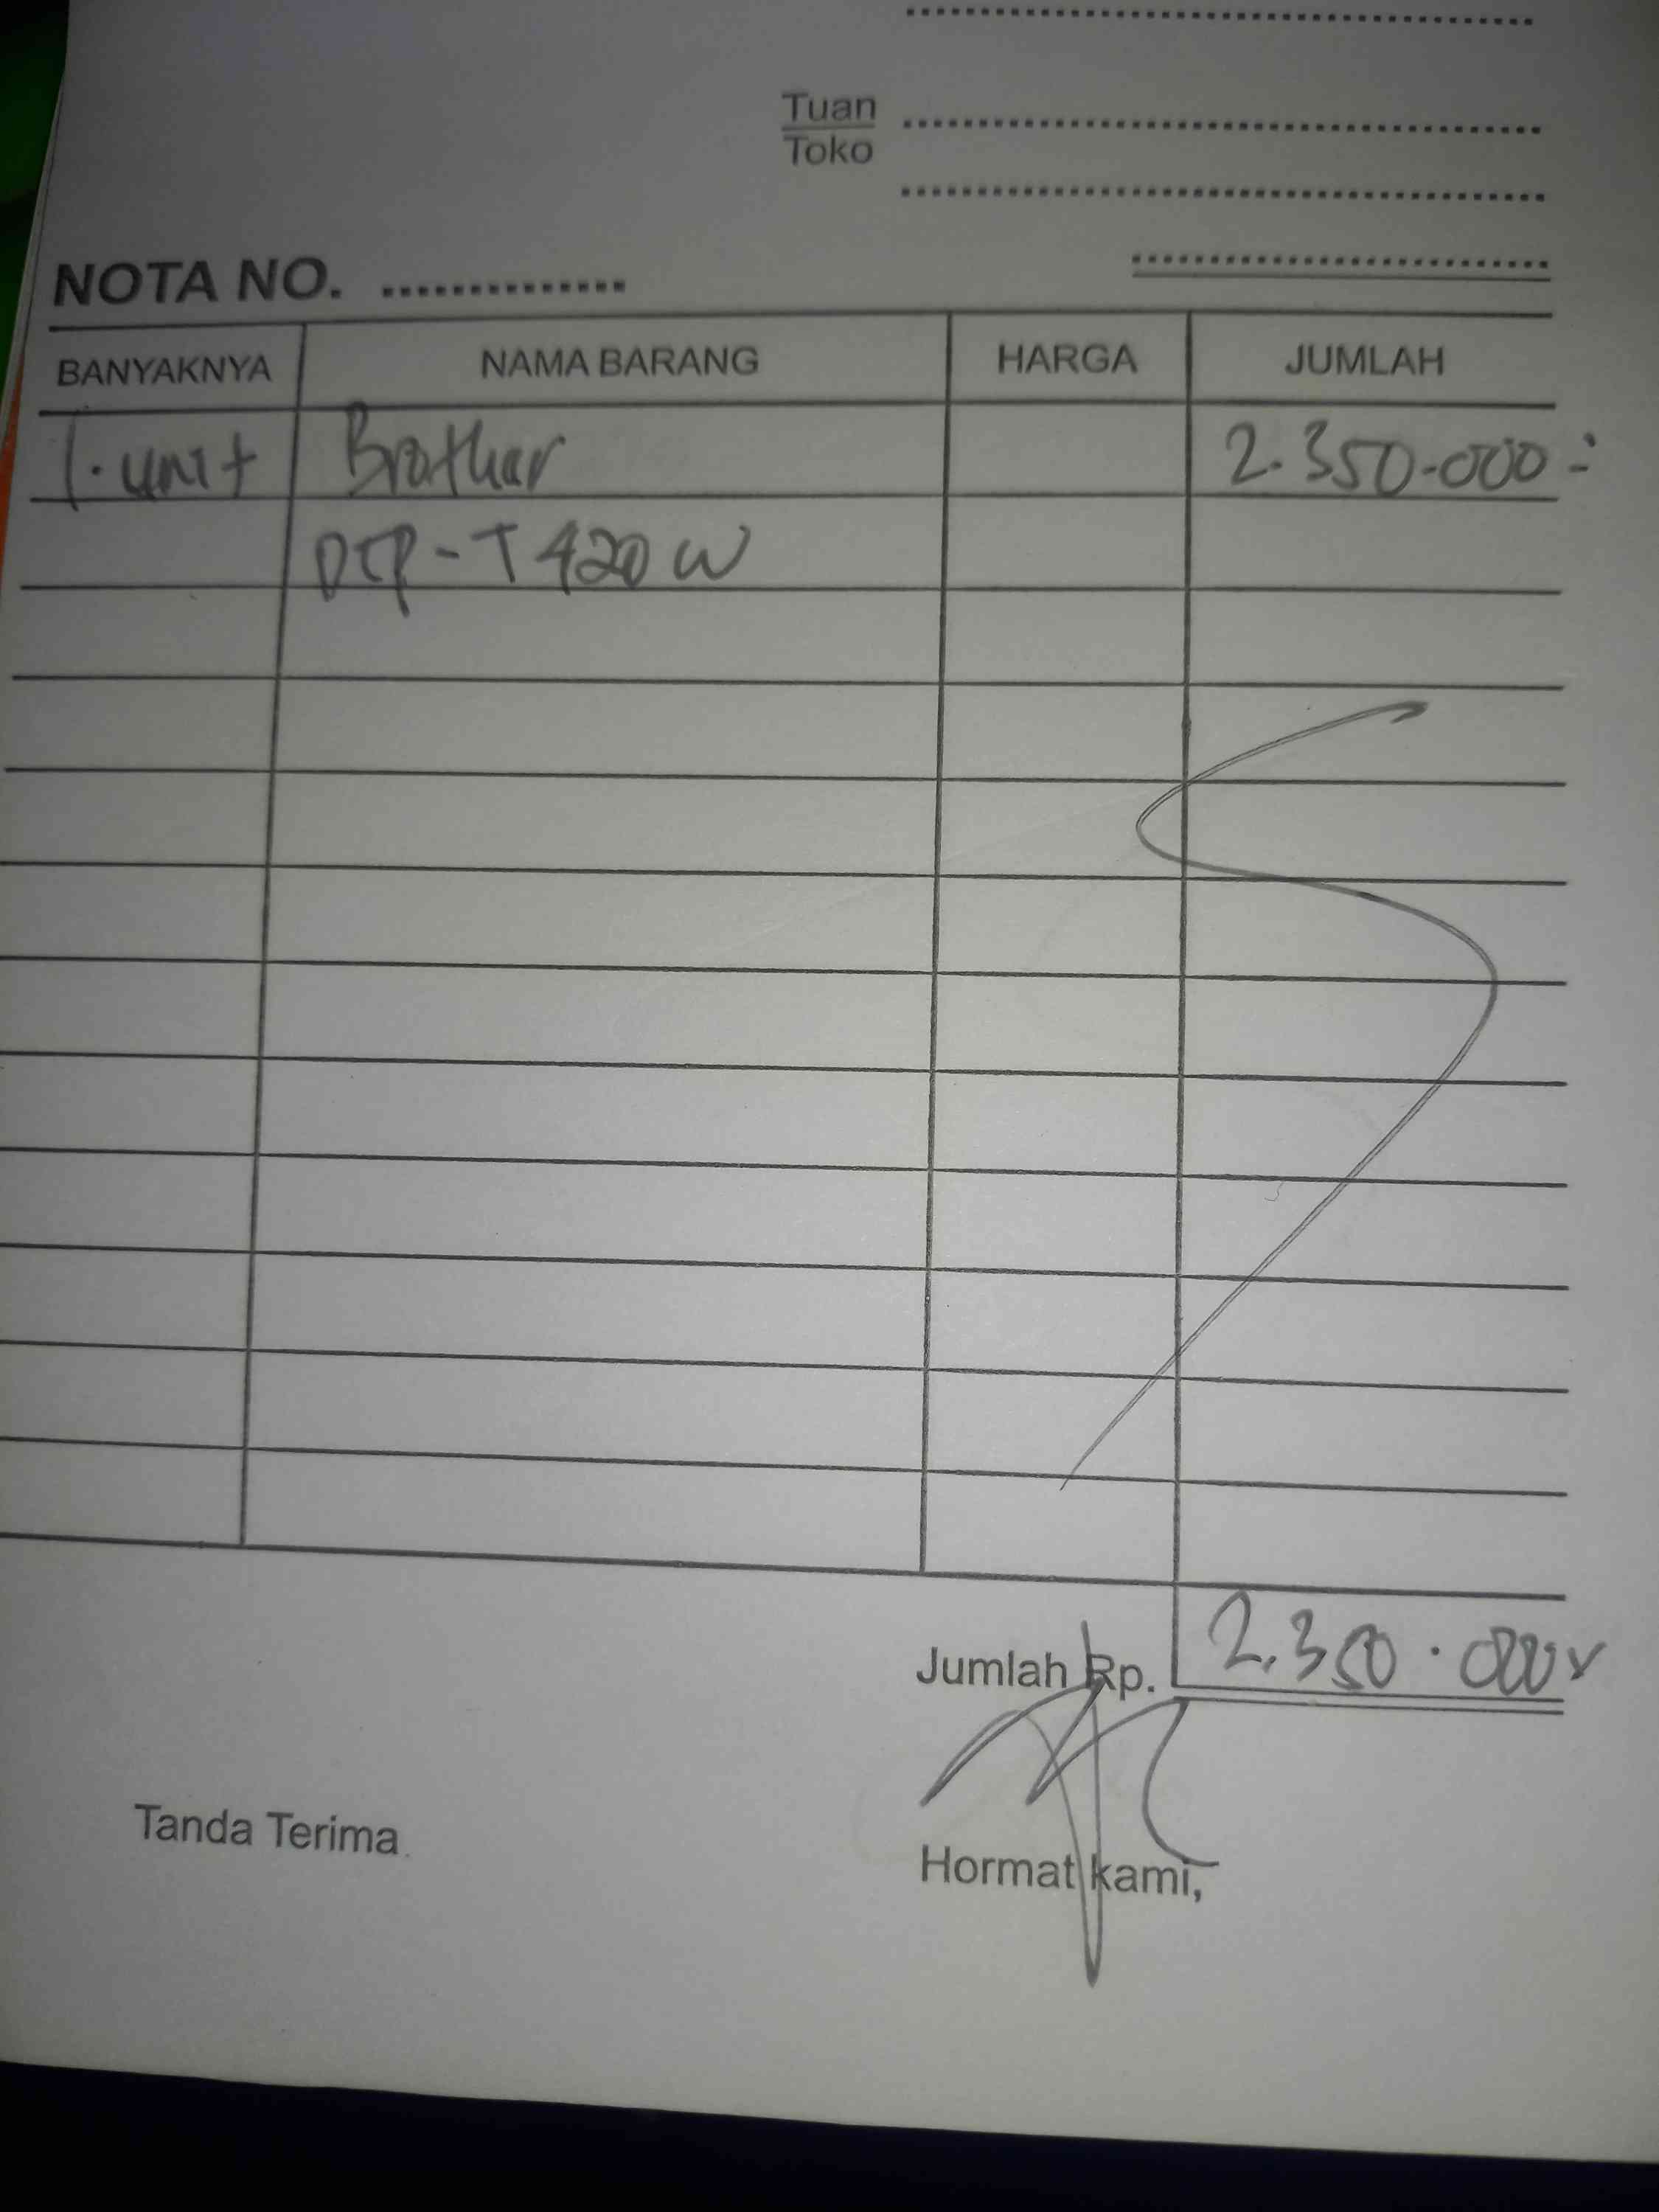 Tuan
Toko
NOTA NO.
BANYAKNYA NAMA BARANG HARGA JUMLAH
1. unit Brother 2.350.000
DCP-T420W
Jumlah Rp. 2.350.000
Tanda Terima
Hormat kami,